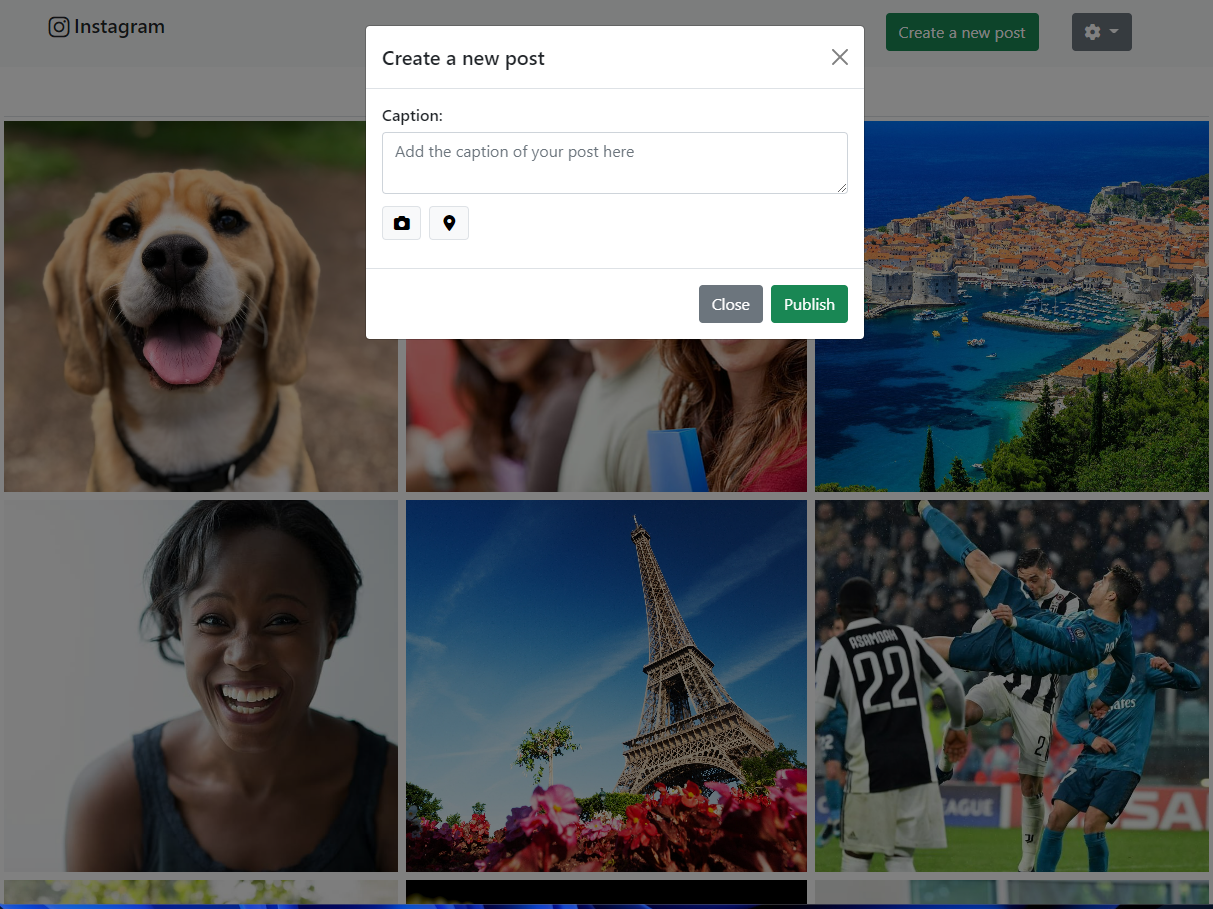 Instagram
Create a new post
Create a new post
Caption:
Add the caption of your post here
Close
Publish
ASAMOAH
22
2